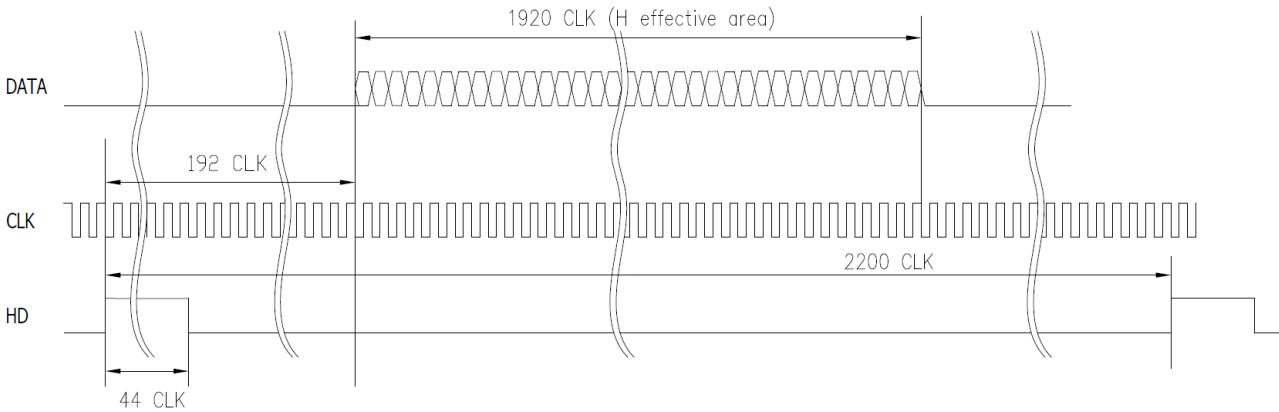 1920 CLK (H effective area)
DATA
192 CLK
CLK
2200 CLK
HD
44 CLK